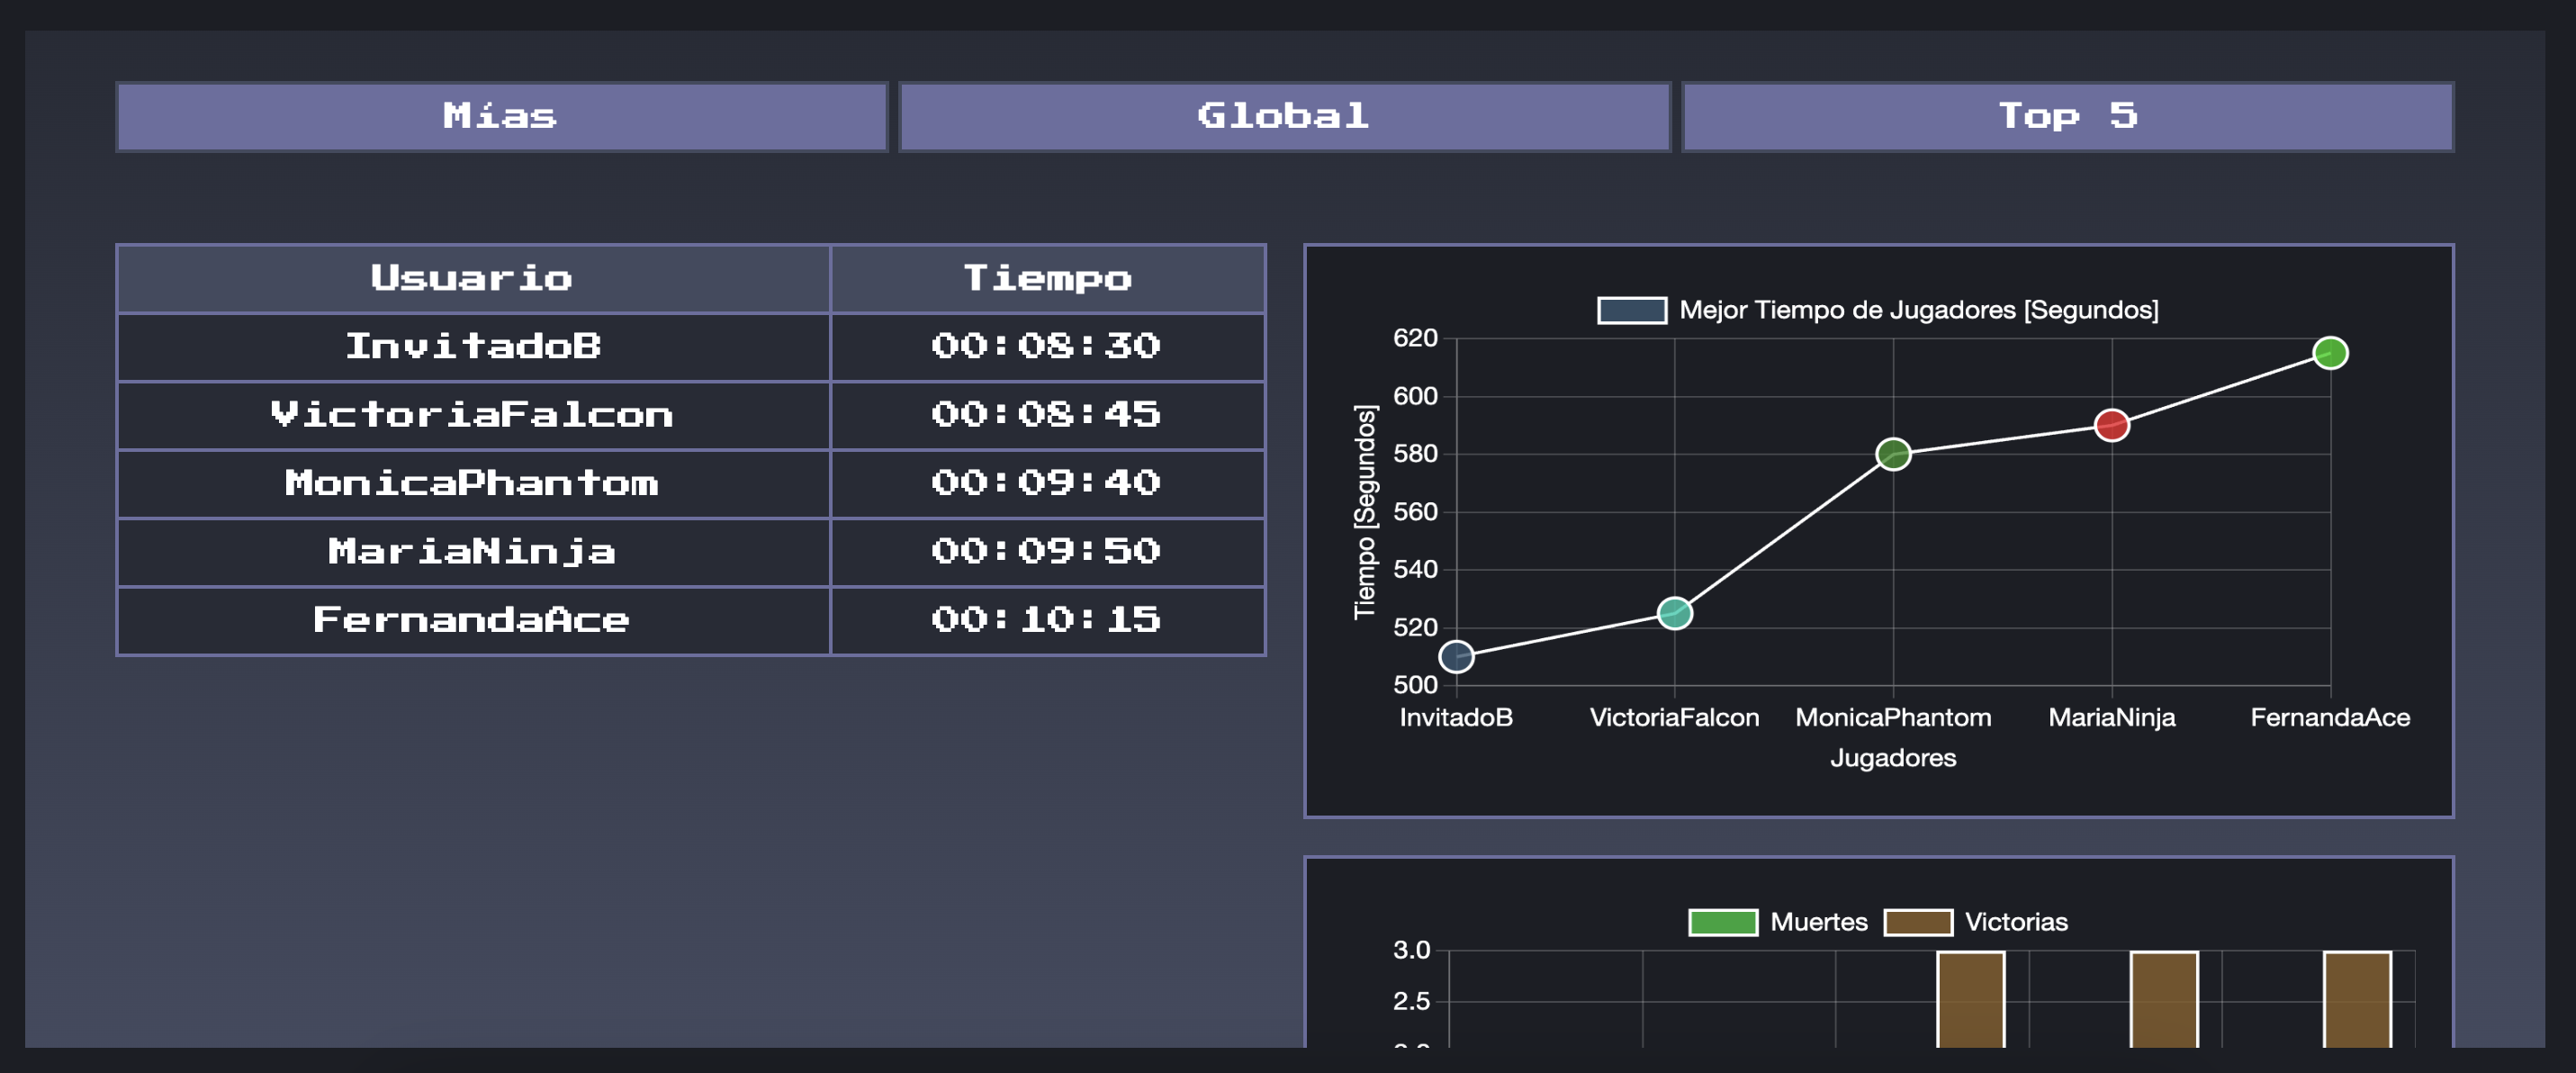 Mías Global Top 5
Usuario Tiempo
InvitadoB 00:08:30
VictoriaFalcon 00:08:45
MonicaPhantom 00:09:40
MariaNinja 00:09:50
FernandaAce 00:10:15
Mejor Tiempo de Jugadores [Segundos]
Tiempo [Segundos]
620
600
580
560
540
520
500
InvitadoB VictoriaFalcon MonicaPhantom MariaNinja FernandaAce
Jugadores
Muertes Victorias
3.0
2.5